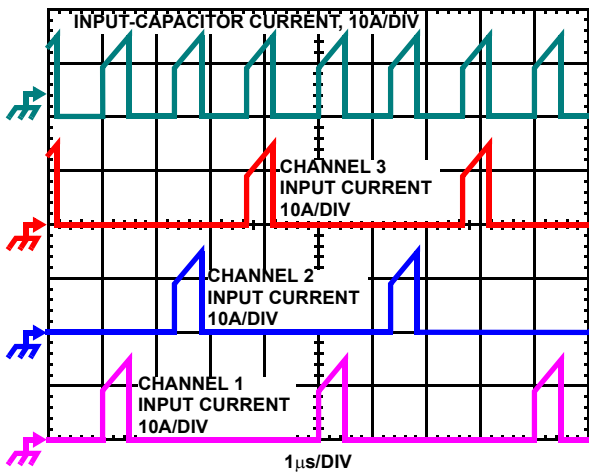 INPUT-CAPACITOR CURRENT, 10A/DIV
CHANNEL 3
INPUT CURRENT
10A/DIV
CHANNEL 2
INPUT CURRENT
10A/DIV
CHANNEL 1
INPUT CURRENT
10A/DIV
1μs/DIV